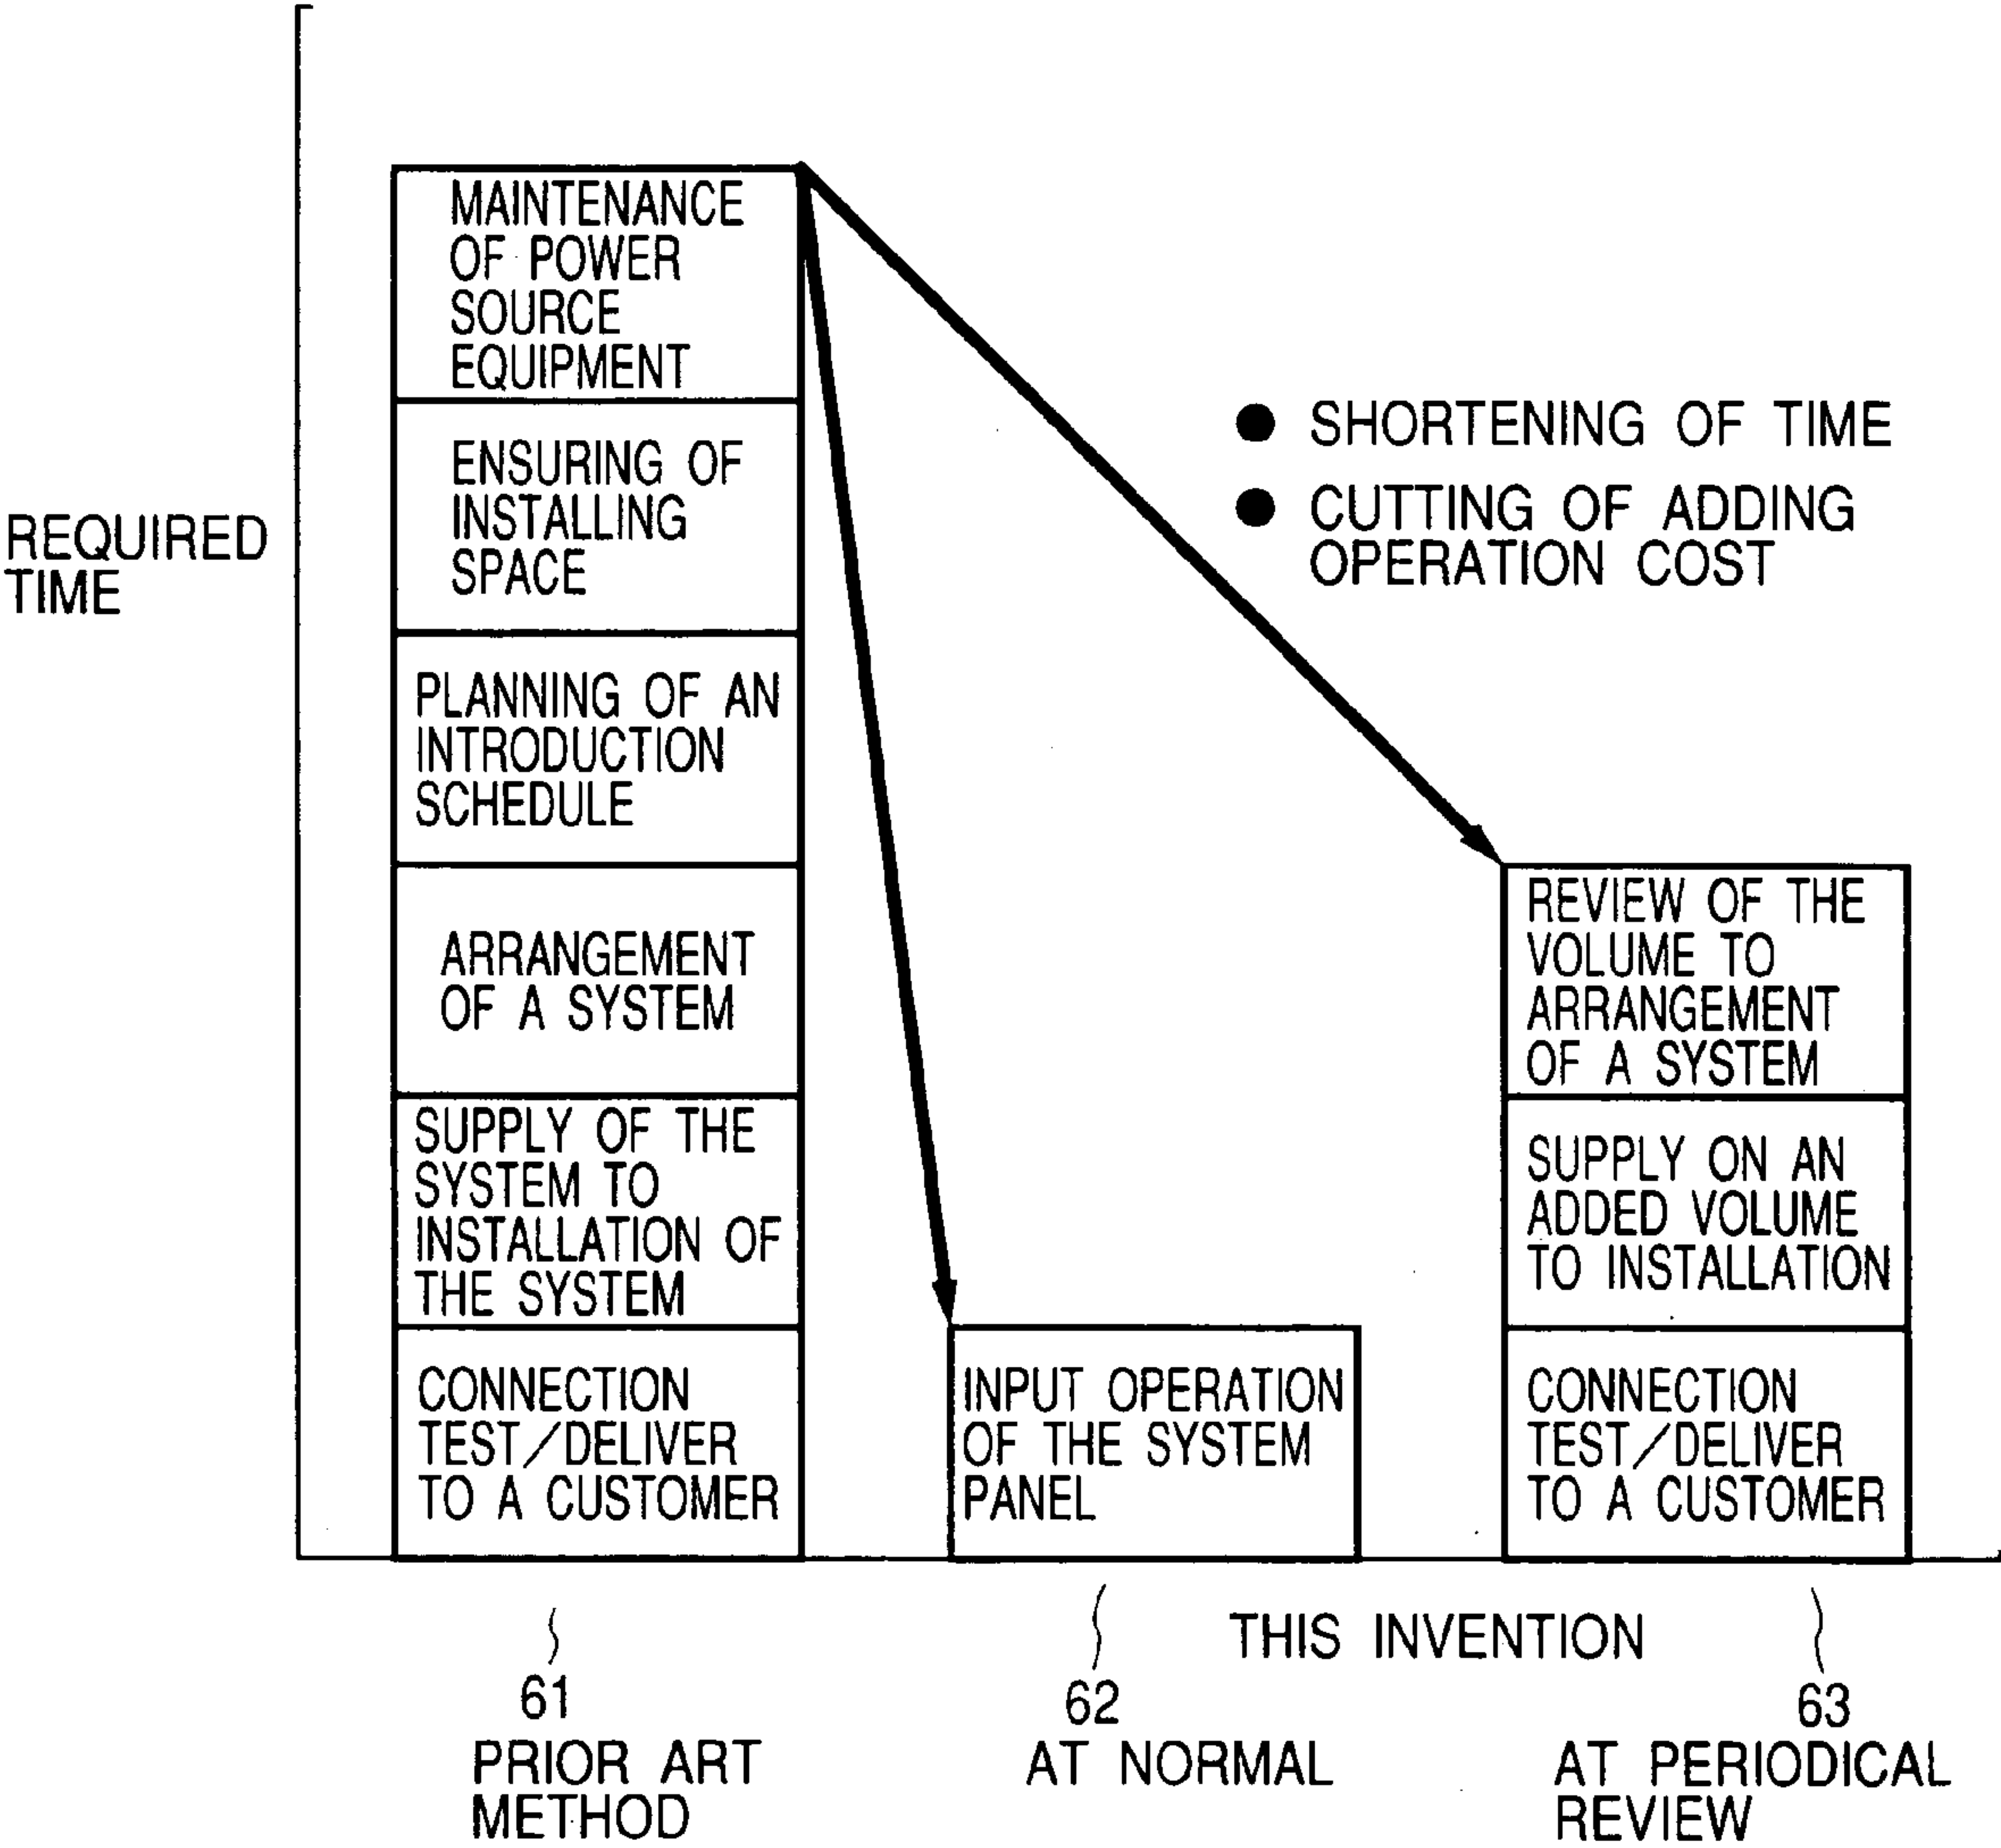 REQUIRED
TIME
MAINTENANCE
OF POWER
SOURCE
EQUIPMENT
ENSURING OF
INSTALLING
SPACE
PLANNING OF AN
INTRODUCTION
SCHEDULE
ARRANGEMENT
OF A SYSTEM
SUPPLY OF THE
SYSTEM TO
INSTALLATION OF
THE SYSTEM
CONNECTION
TEST/DELIVER
TO A CUSTOMER
● SHORTENING OF TIME
● CUTTING OF ADDING
OPERATION COST
INPUT OPERATION
OF THE SYSTEM
PANEL
REVIEW OF THE
VOLUME TO
ARRANGEMENT
OF A SYSTEM
SUPPLY ON AN
ADDED VOLUME
TO INSTALLATION
CONNECTION
TEST/DELIVER
TO A CUSTOMER
61
PRIOR ART
METHOD
THIS INVENTION
62
AT NORMAL
63
AT PERIODICAL
REVIEW